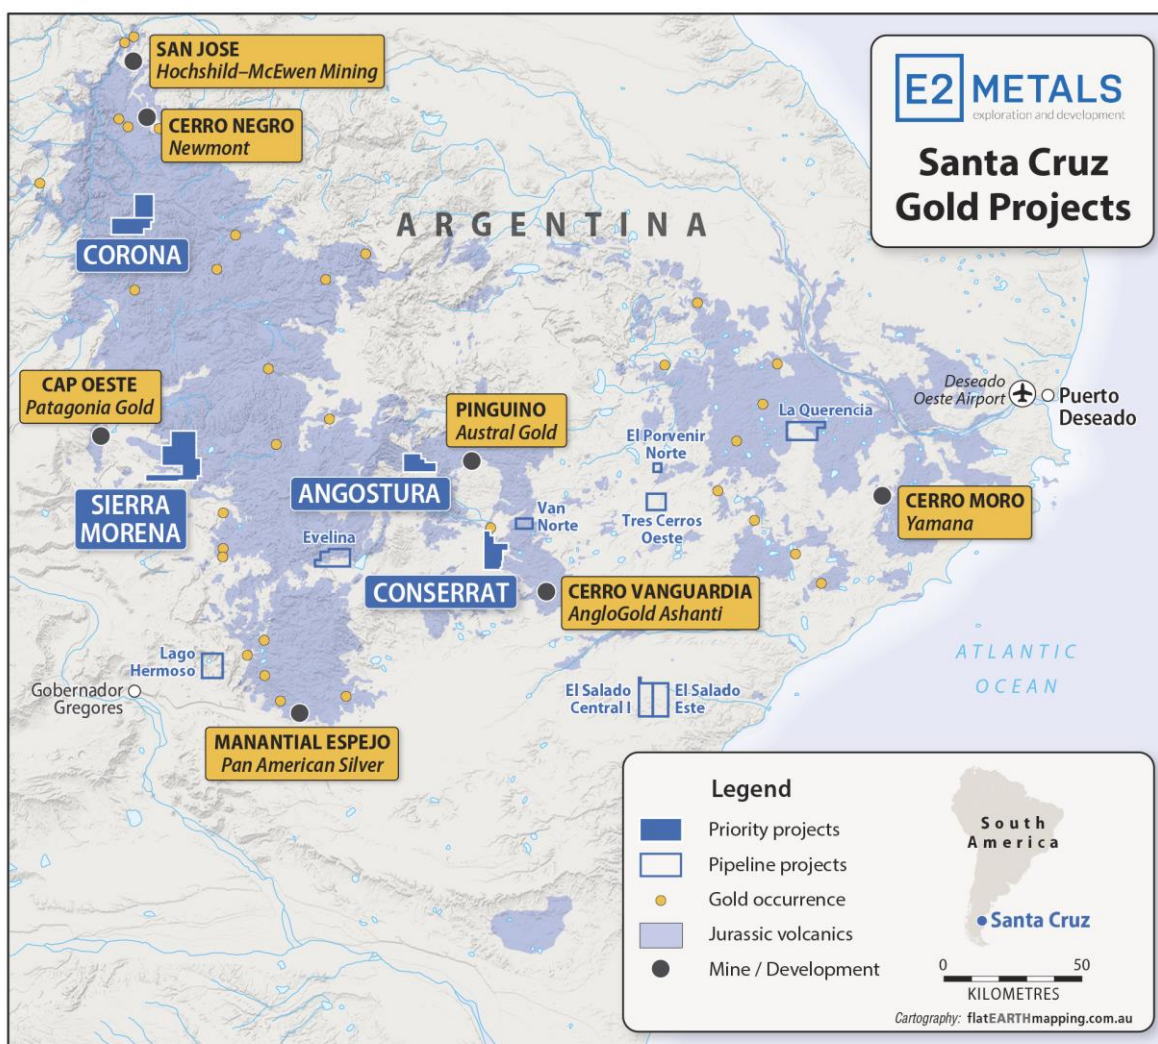 SAN JOSE
Hochshild–McEwen Mining
CERRO NEGRO
Newmont
E2 METALS
exploration and development
Santa Cruz
Gold Projects
ARGENTINA
CORONA
CAP OESTE
Patagonia Gold
PINGUINO
Austral Gold
Deseado
Oeste Airport
Puerto
Deseado
La Querencia
El Porvenir
Norte
SIERRA
MORENA
ANGOSTURA
Van
Norte
Tres Cerros
Oeste
CERRO MORO
Yamana
Evelina
CONSERRAT
CERRO VANGUARDIA
AngloGold Ashanti
Lago
Hermoso
Gobernador
Gregores
El Salado
Central I
El Salado
Este
ATLANTIC
OCEAN
MANANTIAL ESPEJO
Pan American Silver
Legend
Priority projects
Pipeline projects
Gold occurrence
Jurassic volcanics
Mine / Development
South
America
Santa Cruz
0 50
KILOMETRES
Cartography: flatEARTHmapping.com.au